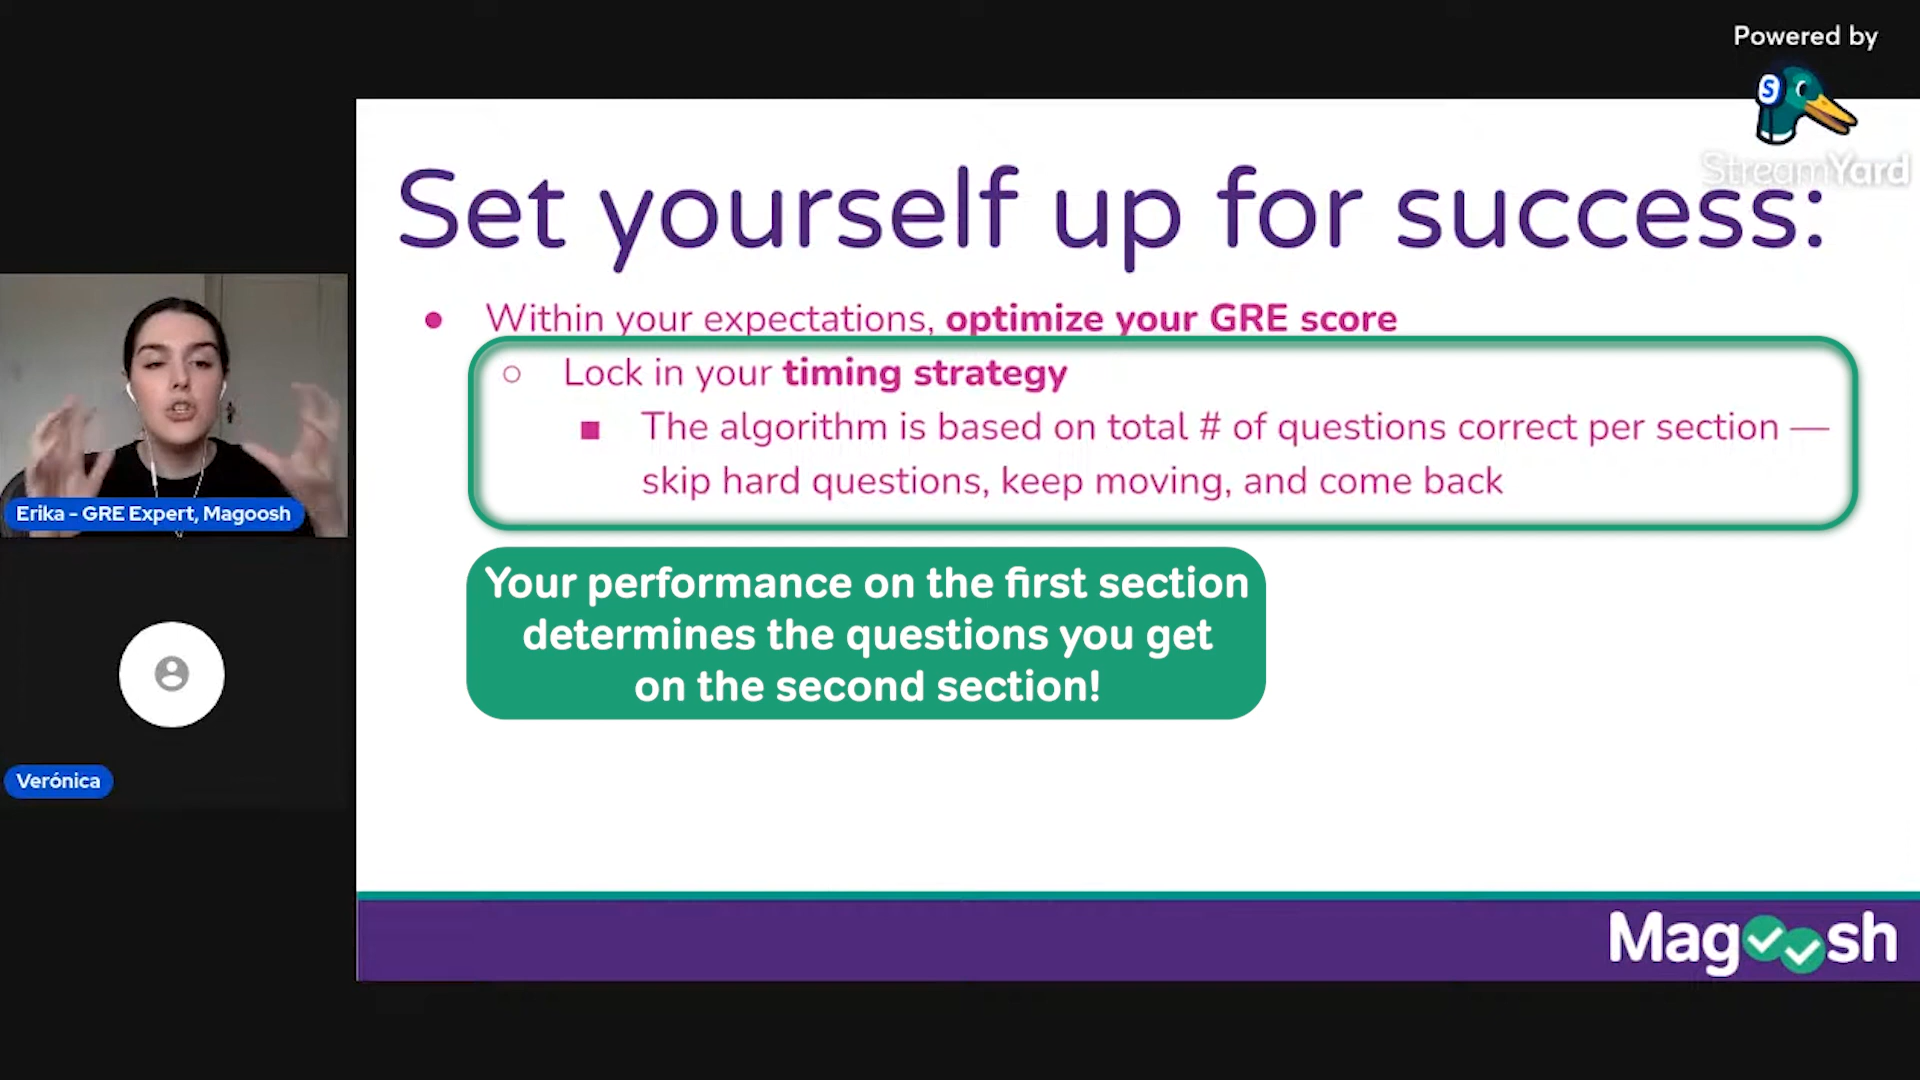 Powered by
S
StreamYard
Set yourself up for success:
Within your expectations, optimize your GRE score
Lock in your timing strategy
The algorithm is based on total # of questions correct per section —
skip hard questions, keep moving, and come back
Erika - GRE Expert, Magoosh
Your performance on the first section
determines the questions you get
on the second section!
Verónica
Magoosh